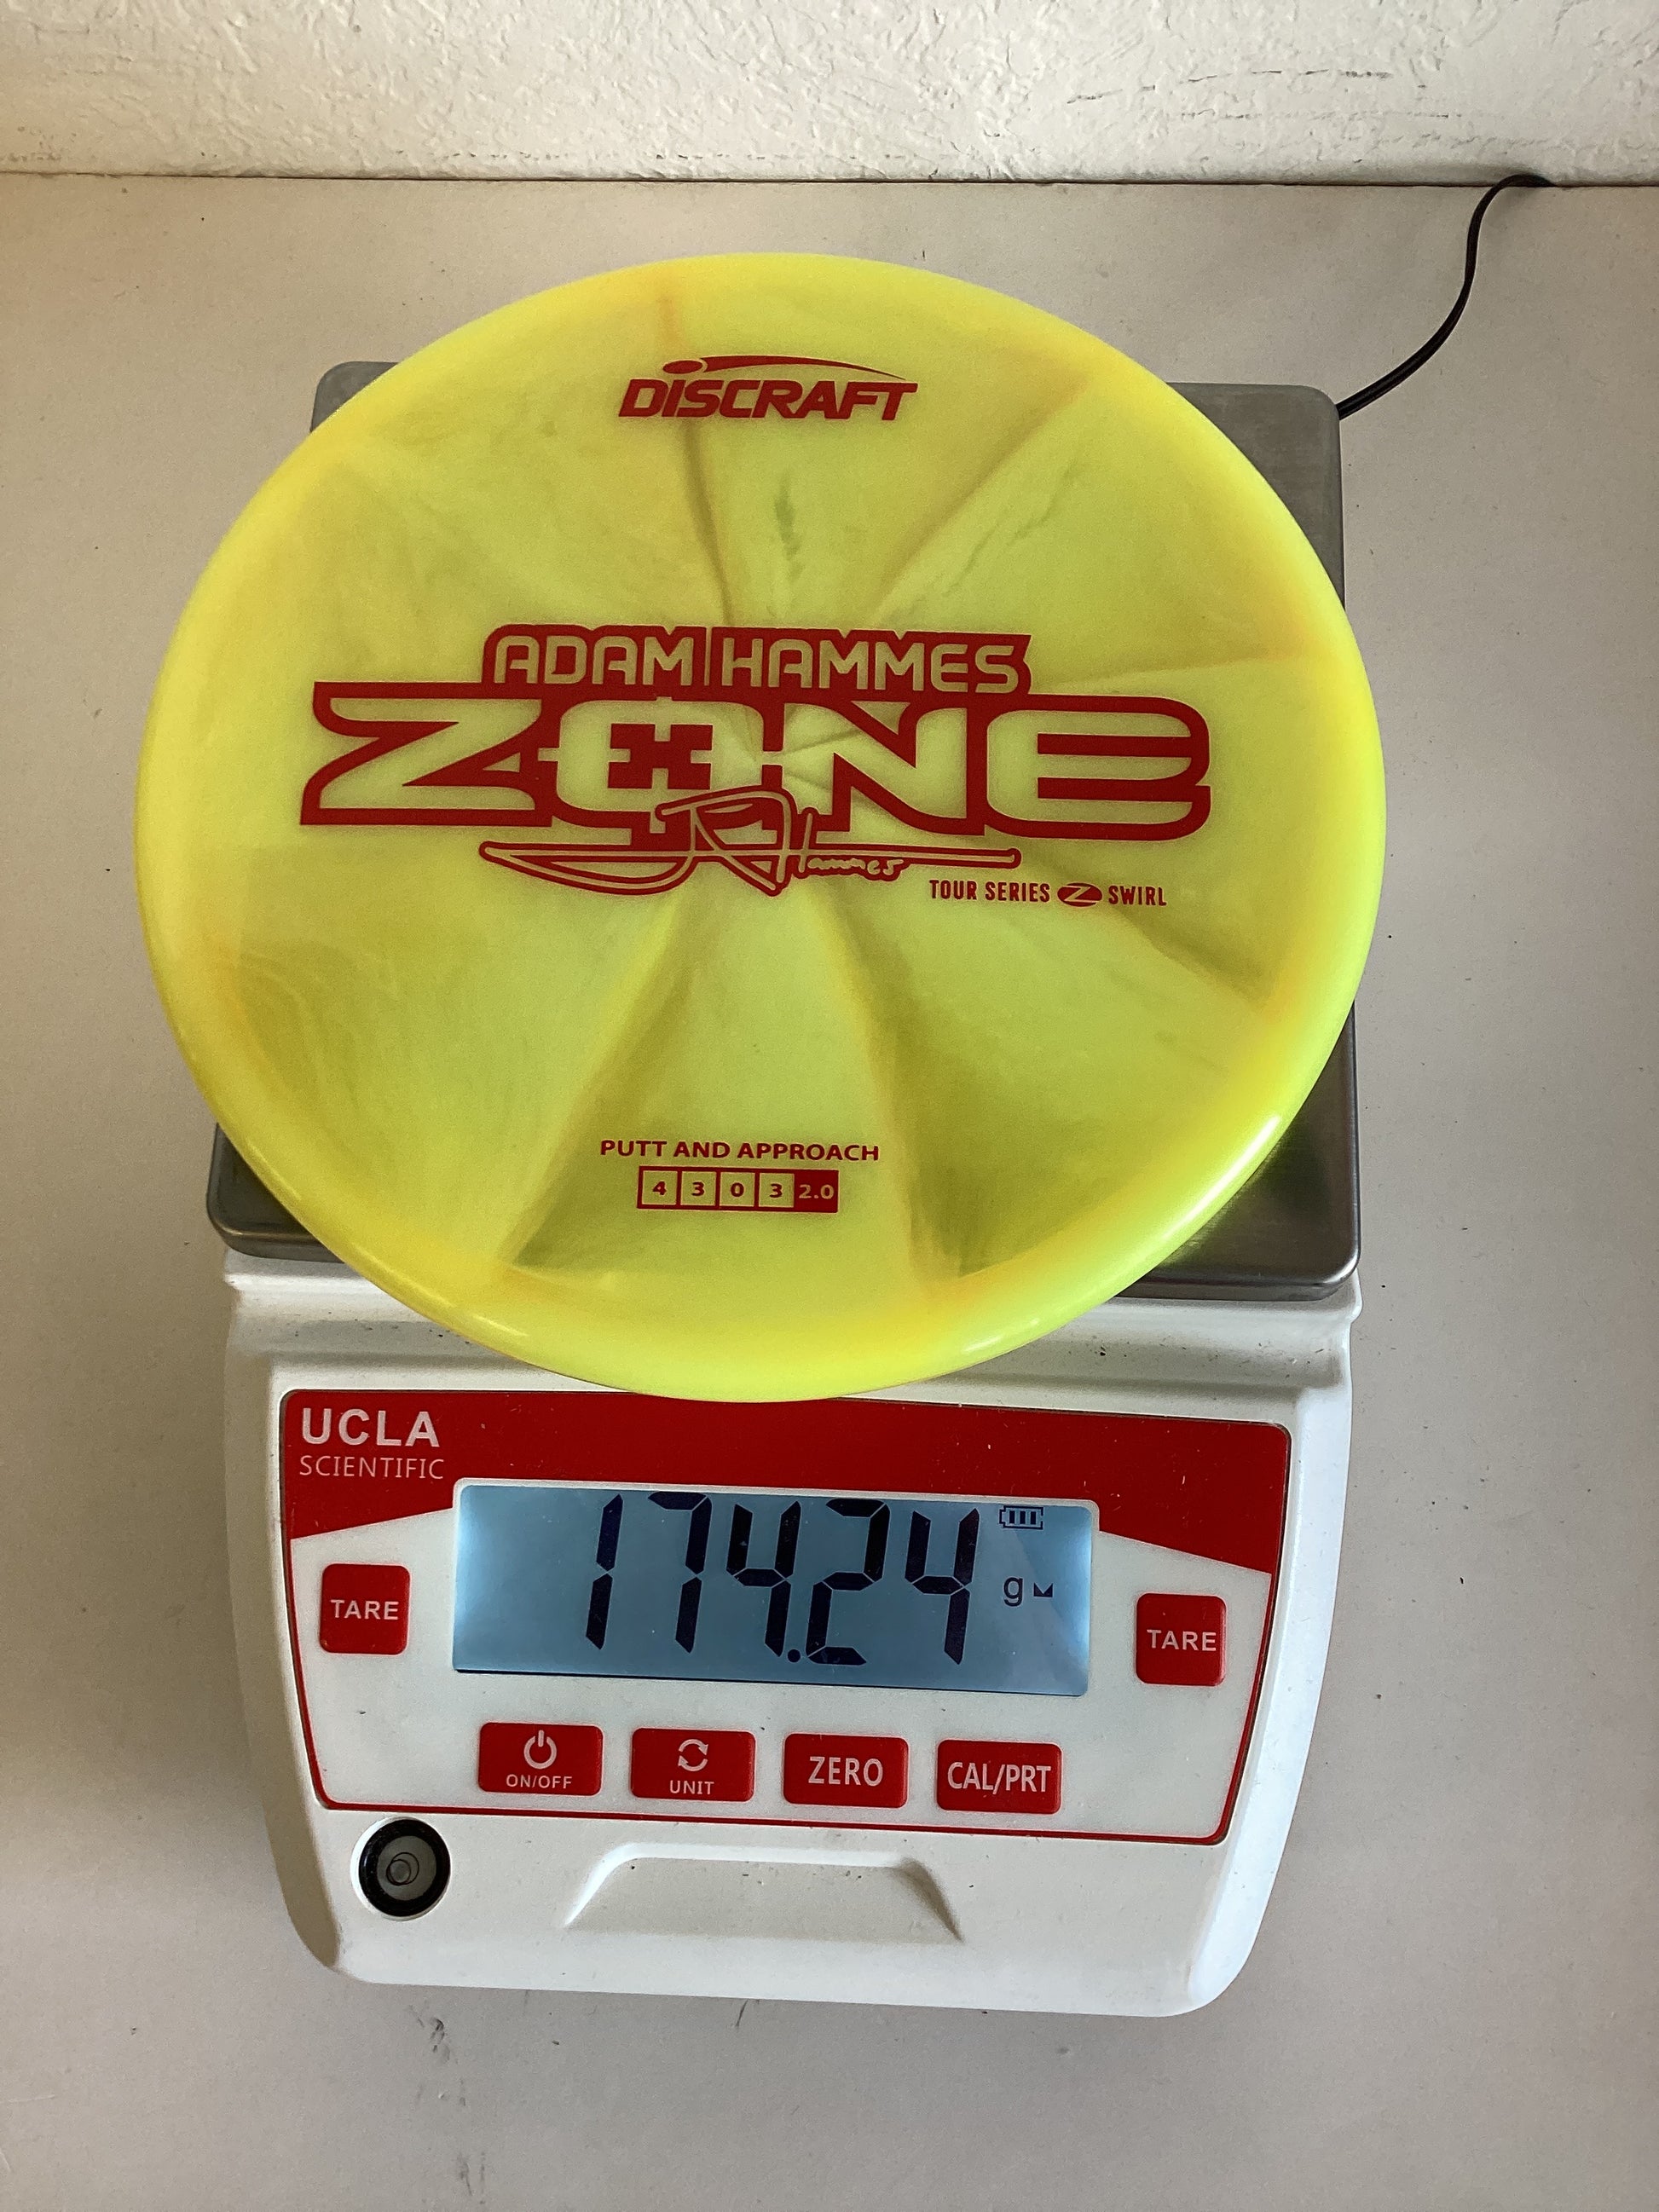 DISCRAFT
ADAM HAMMES
ZONE
Hammes
TOUR SERIES Z SWIRL
PUTT AND APPROACH
4 3 0 3 2.0
UCLA
SCIENTIFIC
174.24 g
TARE
TARE
ON/OFF UNIT ZERO CAL/PRT